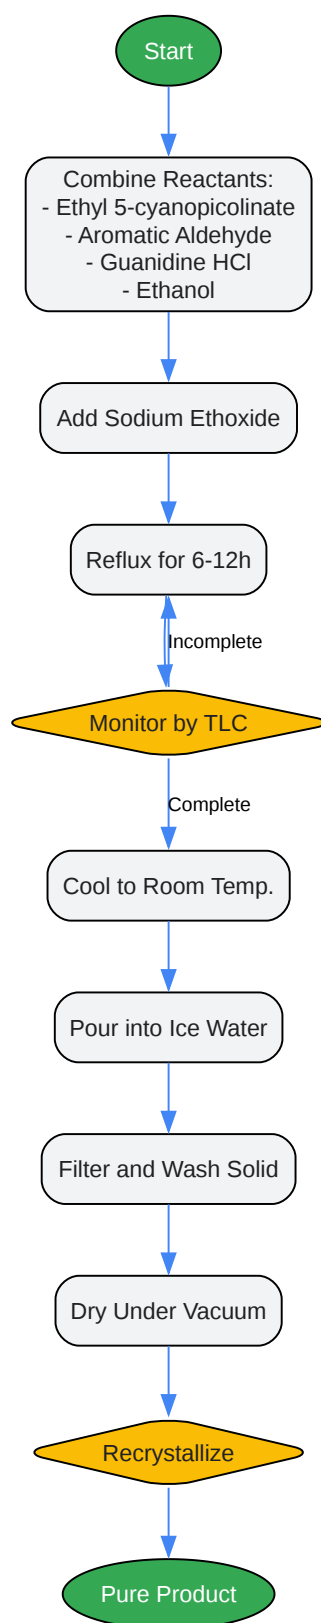 Start
Combine Reactants:
- Ethyl 5-cyanopicolinate
- Aromatic Aldehyde
- Guanidine HCl
- Ethanol
Add Sodium Ethoxide
Reflux for 6-12h
Incomplete
Monitor by TLC
Complete
Cool to Room Temp.
Pour into Ice Water
Filter and Wash Solid
Dry Under Vacuum
Recrystallize
Pure Product